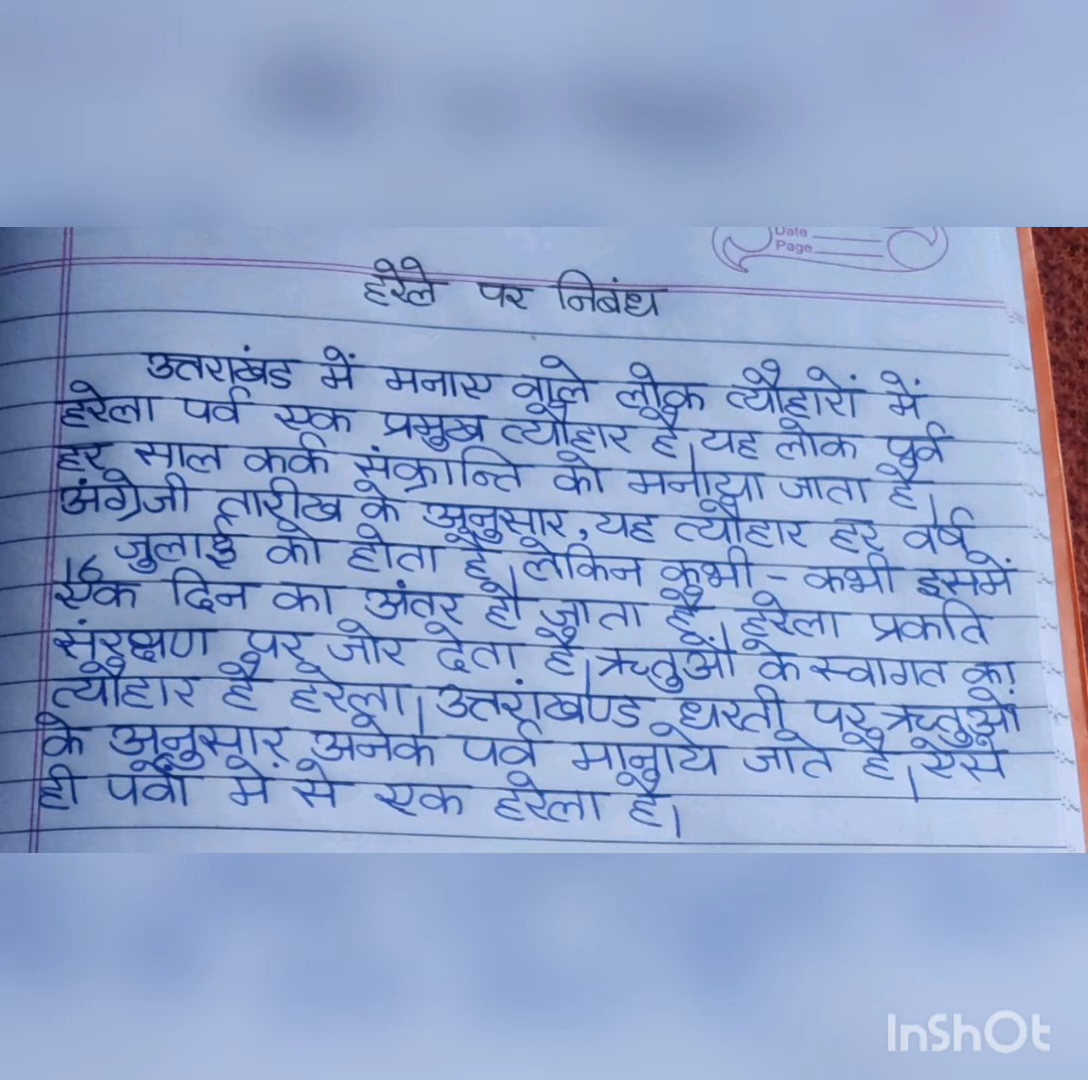 Date
Page
हरेले पर निबंध
उत्तराखंड में मनाए वाले लोक त्यौहारों में
हरेला पर्व एक प्रमुख त्यौहार है। यह लोक पर्व
हर साल कर्क संक्रान्ति को मनाया जाता है।
अंग्रेजी तारीख के अनुसार, यह त्यौहार हर वर्ष
16 जुलाई को होता है। लेकिन कभी - कभी इसमें
एक दिन का अंतर हो जाता है। हरेला प्रकति
संरक्षण पर जोर देता है। ऋतुओं के स्वागत का
त्यौहार है हरेला। उत्तरांखण्ड धरती पर ऋतुओं
के अनुसार अनेक पर्व मानाये जाते है। ऐसे
ही पर्वो मे से एक हरेला है।
InShOt